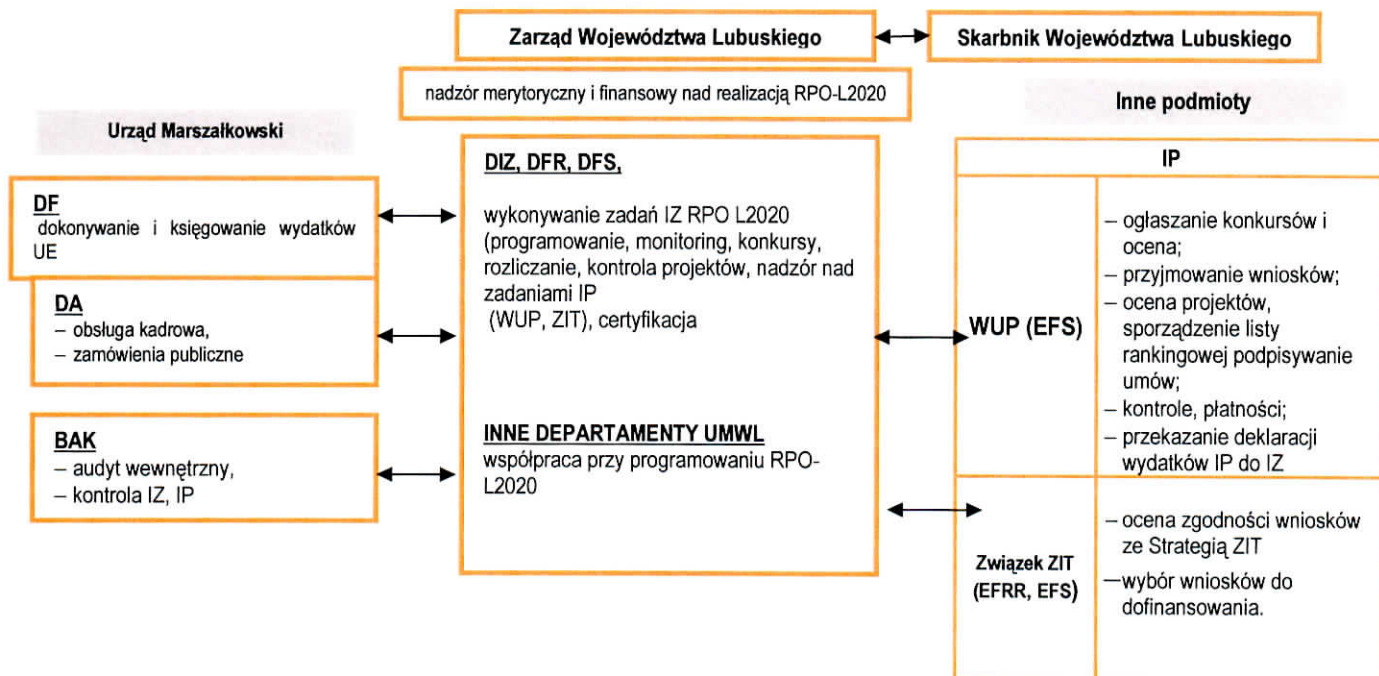 Zarząd Województwa Lubuskiego
Skarbnik Województwa Lubuskiego
nadzór merytoryczny i finansowy nad realizacją RPO-L2020
Urząd Marszałkowski
Inne podmioty
DF
dokonywanie i księgowanie wydatków
UE
DA
– obsługa kadrowa,
– zamówienia publiczne
BAK
– audyt wewnętrzny,
– kontrola IZ, IP
DIZ, DFR, DFS,
wykonywanie zadań IZ RPO L2020
(programowanie, monitoring, konkursy,
rozliczanie, kontrola projektów, nadzór nad
zadaniami IP
(WUP, ZIT), certyfikacja
INNE DEPARTAMENTY UMWL
współpraca przy programowaniu RPO-
L2020
IP
WUP (EFS)
– ogłaszanie konkursów i
ocena;
– przyjmowanie wniosków;
– ocena projektów,
sporządzenie listy
rankingowej podpisywanie
umów;
– kontrole, płatności;
– przekazanie deklaracji
wydatków IP do IZ
Związek ZIT
(EFRR, EFS)
– ocena zgodności wniosków
ze Strategią ZIT
—wybór wniosków do
dofinansowania.